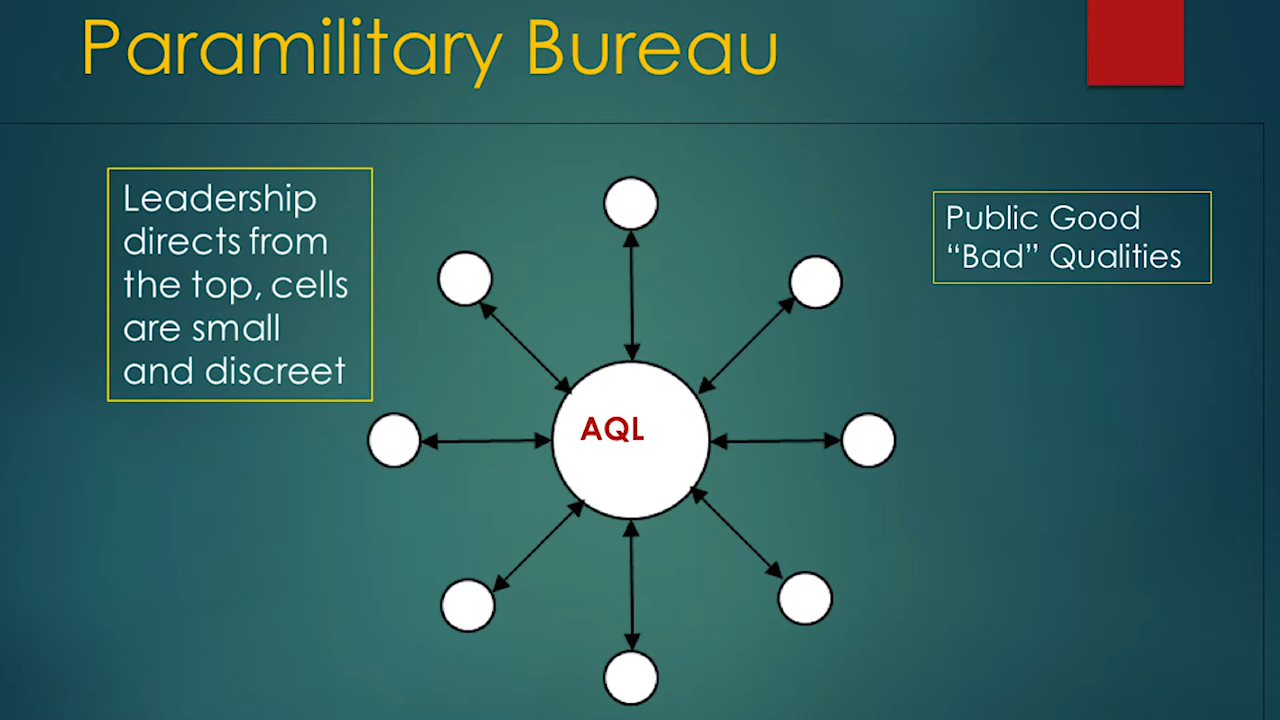 Paramilitary Bureau
Leadership
directs from
the top, cells
are small
and discreet
Public Good
“Bad” Qualities
AQL